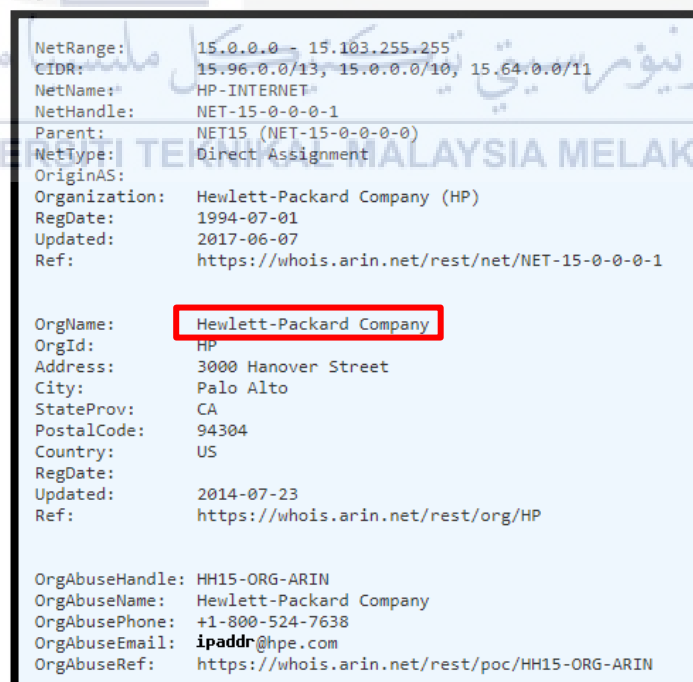 NetRange: 15.0.0.0 - 15.103.255.255
CIDR: 15.96.0.0/13, 15.0.0.0/10, 15.64.0.0/11
NetName: HP-INTERNET
NetHandle: NET-15-0-0-0-1
Parent: NET15 (NET-15-0-0-0-0)
NetType: Direct Assignment
TEKNIKAL MALAYSIA
OriginAS:
Organization: Hewlett-Packard Company (HP)
RegDate: 1994-07-01
Updated: 2017-06-07
Ref: https://whois.arin.net/rest/net/NET-15-0-0-0-1
OrgName: Hewlett-Packard Company
OrgId: HP
Address: 3000 Hanover Street
City: Palo Alto
StateProv: CA
PostalCode: 94304
Country: US
RegDate:
Updated: 2014-07-23
Ref: https://whois.arin.net/rest/org/HP
OrgAbuseHandle: HH15-ORG-ARIN
OrgAbuseName: Hewlett-Packard Company
OrgAbusePhone: +1-800-524-7638
OrgAbuseEmail: ipaddr@hpe.com
OrgAbuseRef: https://whois.arin.net/rest/poc/HH15-ORG-ARIN